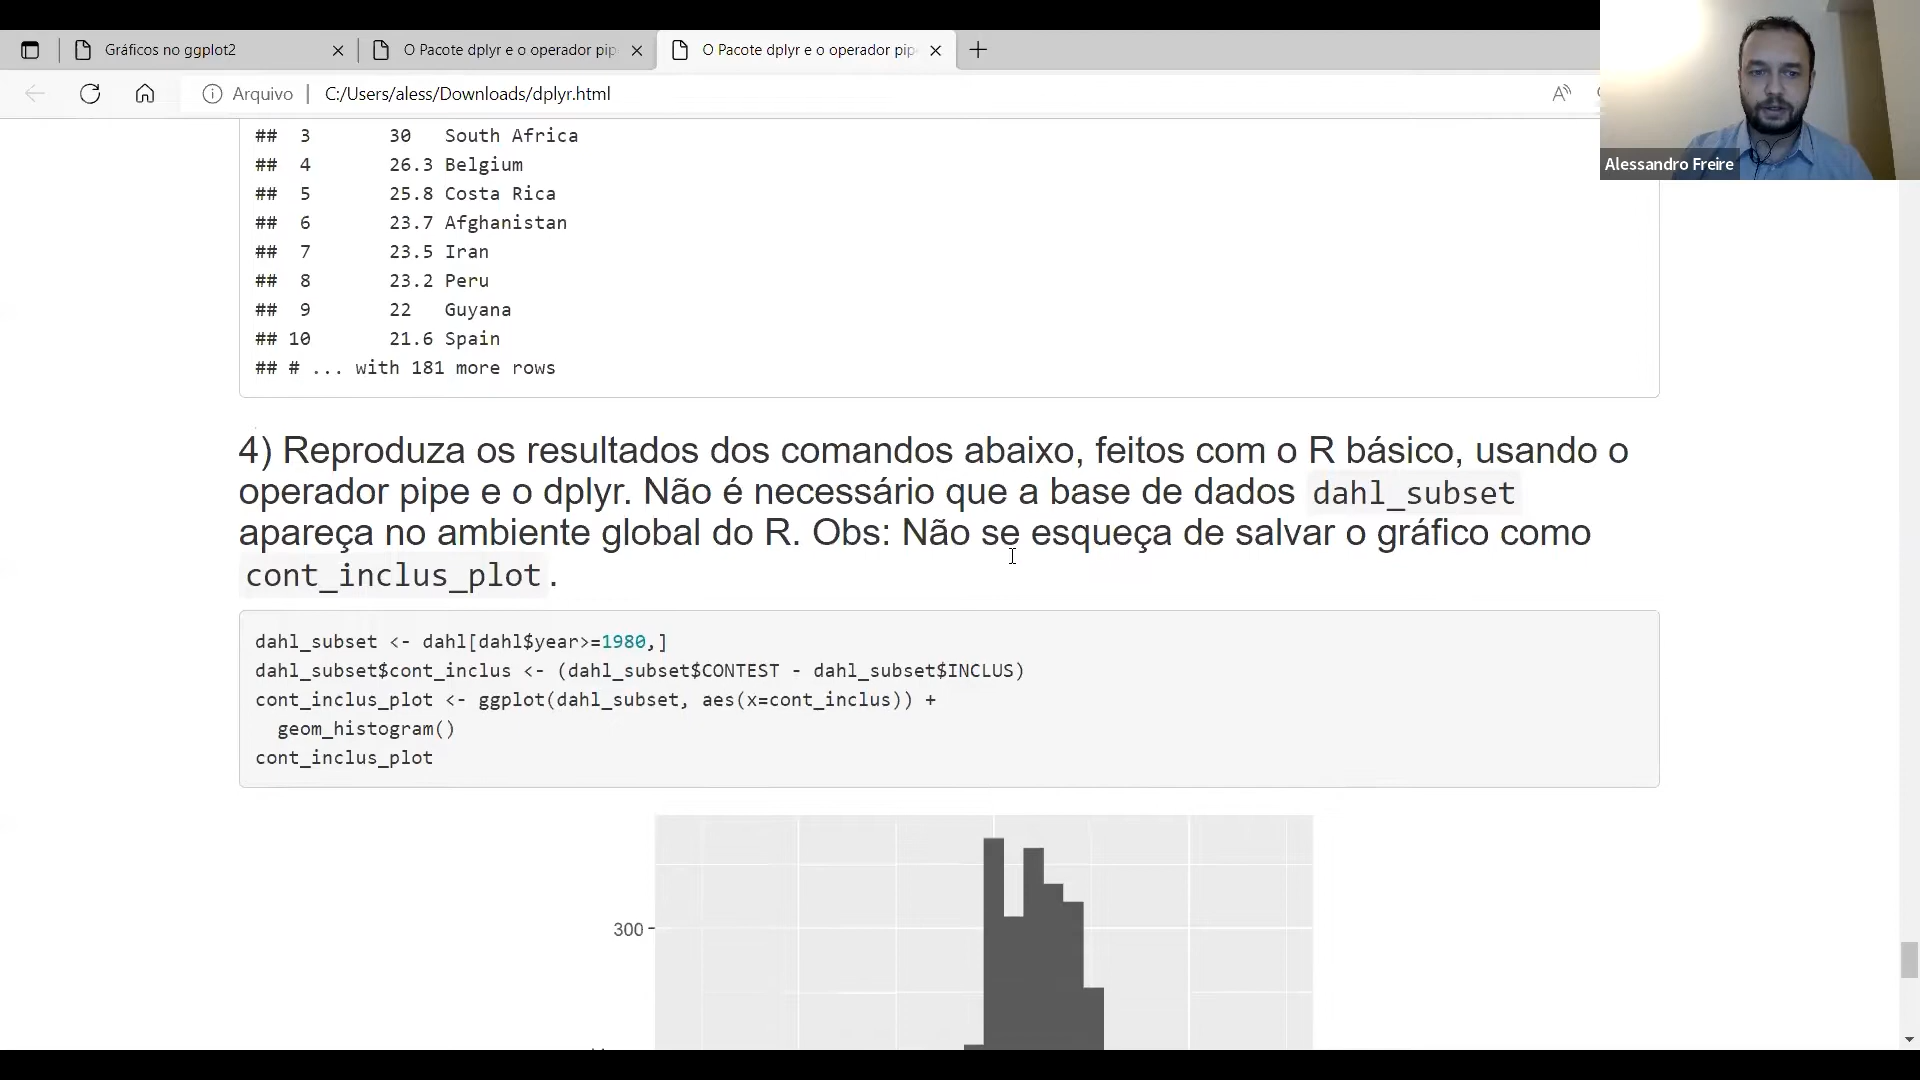 Gráficos no ggplot2
O Pacote dplyr e o operador pip
O Pacote dplyr e o operador pip
Arquivo
C:/Users/aless/Downloads/dplyr.html
Alessandro Freire
## 3 30 South Africa
## 4 26.3 Belgium
## 5 25.8 Costa Rica
## 6 23.7 Afghanistan
## 7 23.5 Iran
## 8 23.2 Peru
## 9 22 Guyana
## 10 21.6 Spain
## # ... with 181 more rows
4) Reproduza os resultados dos comandos abaixo, feitos com o R básico, usando o
operador pipe e o dplyr. Não é necessário que a base de dados dahl_subset
apareça no ambiente global do R. Obs: Não se esqueça de salvar o gráfico como
cont_inclus_plot.
dahl_subset <- dahl[dahl$year>=1980,]
dahl_subset$cont_inclus <- (dahl_subset$CONTEST - dahl_subset$INCLUS)
cont_inclus_plot <- ggplot(dahl_subset, aes(x=cont_inclus)) +
geom_histogram()
cont_inclus_plot
300